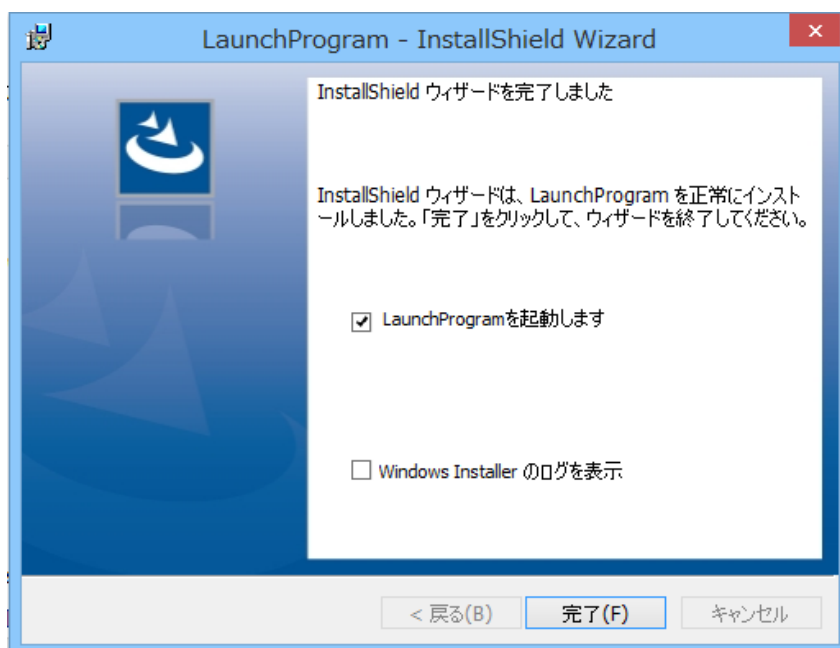 LaunchProgram - InstallShield Wizard
InstallShield ウィザードを完了しました
InstallShield ウィザードは、LaunchProgram を正常にインスト
ールしました。「完了」をクリックして、ウィザードを終了してください。
LaunchProgramを起動します
Windows Installer のログを表示
< 戻る(B) 完了(F) キャンセル